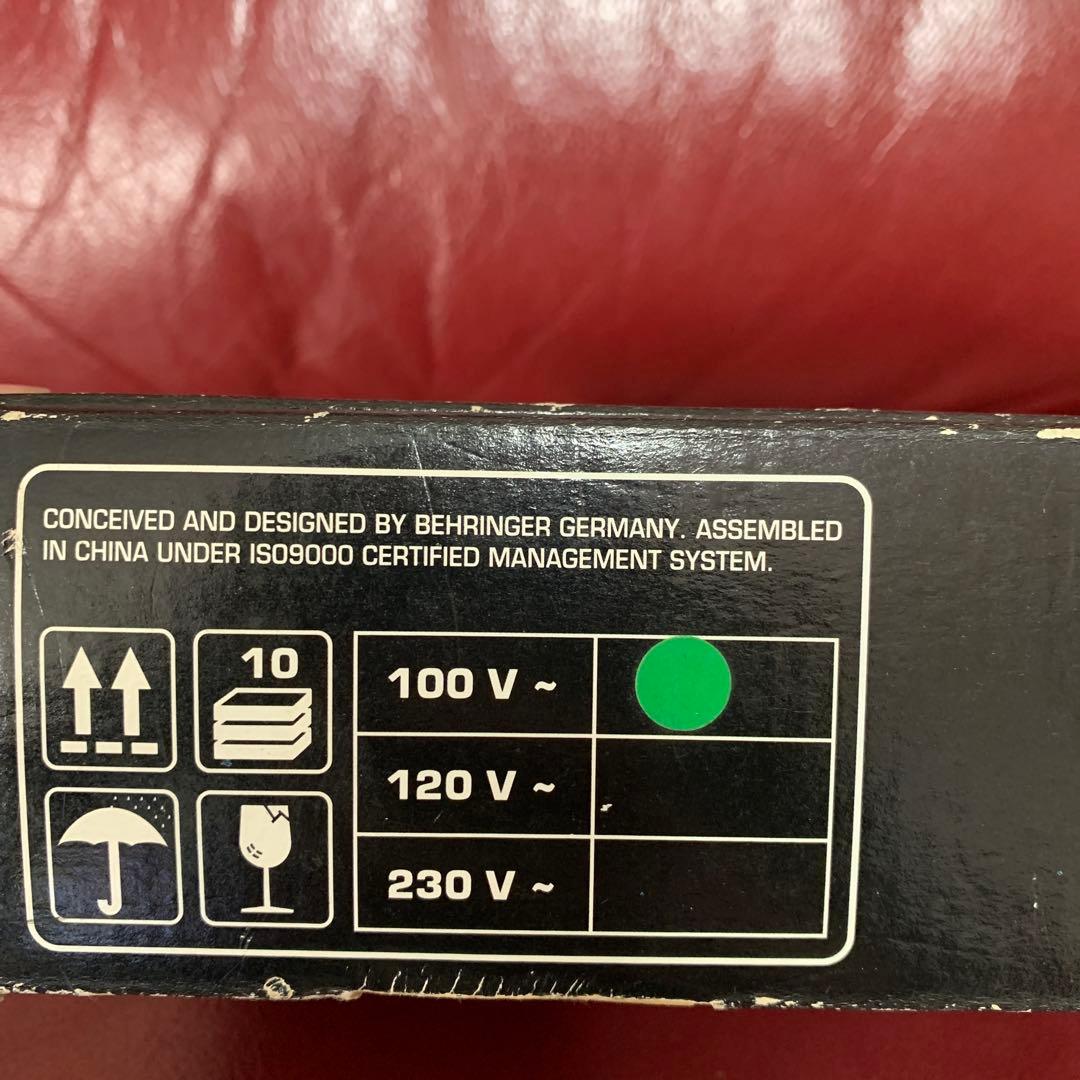 CONCEIVED AND DESIGNED BY BEHRINGER GERMANY. ASSEMBLED
IN CHINA UNDER ISO9000 CERTIFIED MANAGEMENT SYSTEM.
10
100 V ~
120 V ~
230 V ~